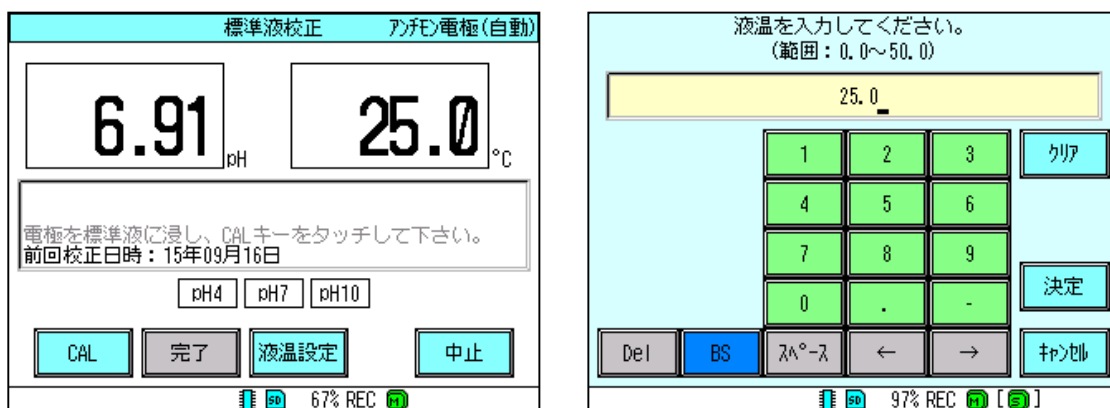 標準液校正 アンチモン電極(自動)
6.91 pH 25.0 °C
電極を標準液に浸し、CALキーをタッチして下さい。
前回校正日時：15年09月16日
pH4 pH7 pH10
CAL 完了 液温設定 中止
SD 67% REC M
液温を入力してください。
(範囲：0.0～50.0)
25.0_
1 2 3 クリア
4 5 6
7 8 9
0 . - 決定
Del BS スペース ← → キャンセル
SD 97% REC M [S]